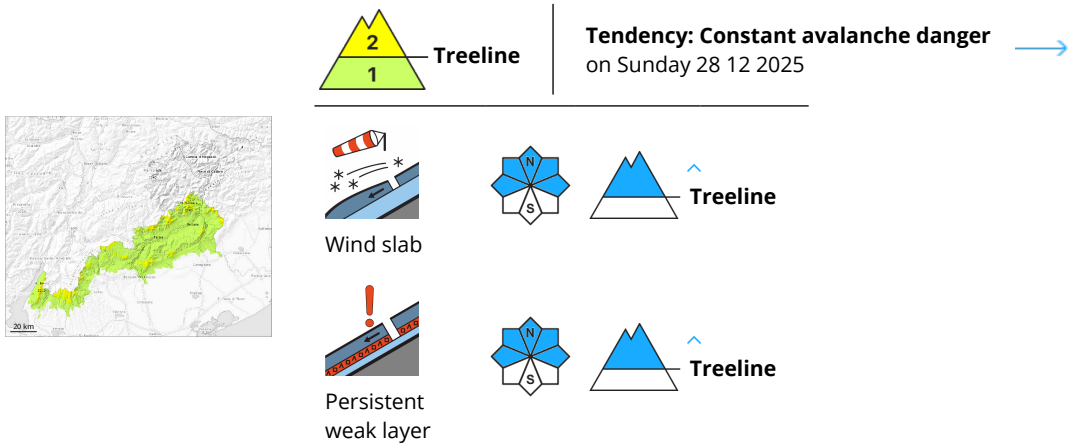 2
Treeline
1
Tendency: Constant avalanche danger
on Sunday 28 12 2025
20 km
N
S
Treeline
Wind slab
N
S
Treeline
Persistent
weak layer